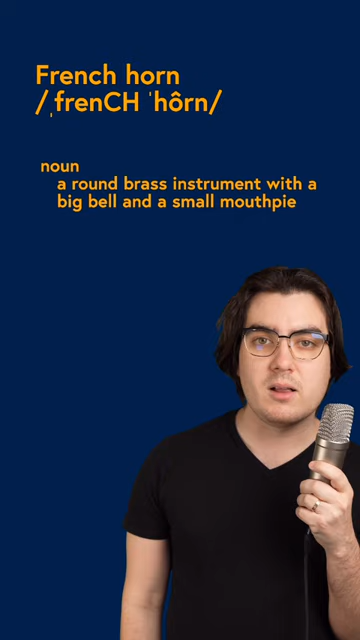 French horn
/ˌfrenCH ˈhôrn/
noun
a round brass instrument with a
big bell and a small mouthpie